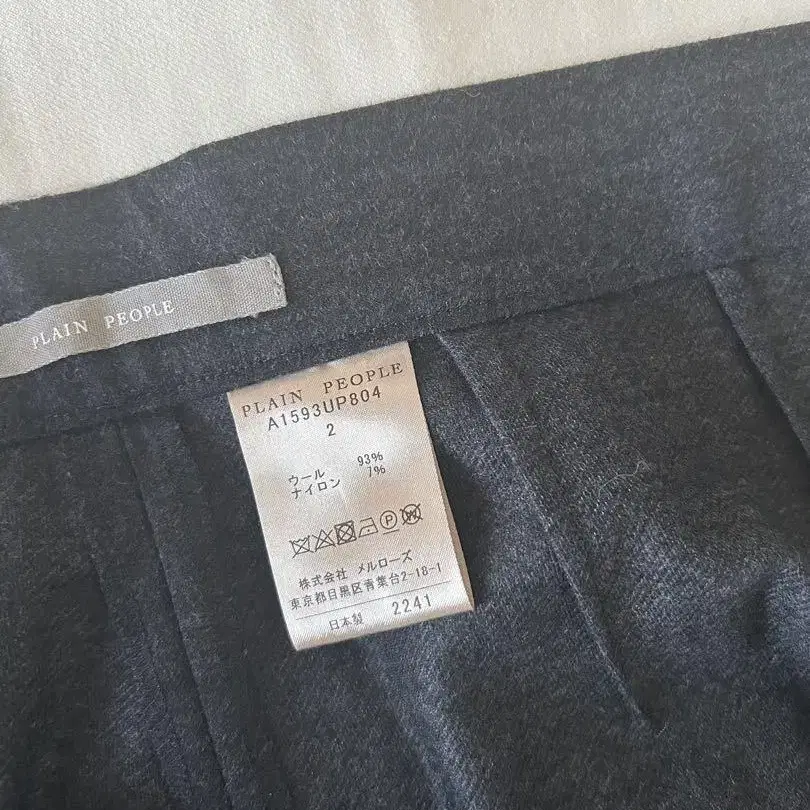 PLAIN PEOPLE
PLAIN PEOPLE
A1593UP804
2
ウール 93%
ナイロン 7%
株式会社 メルローズ
東京都目黒区青葉台2-18-1
日本製 2241